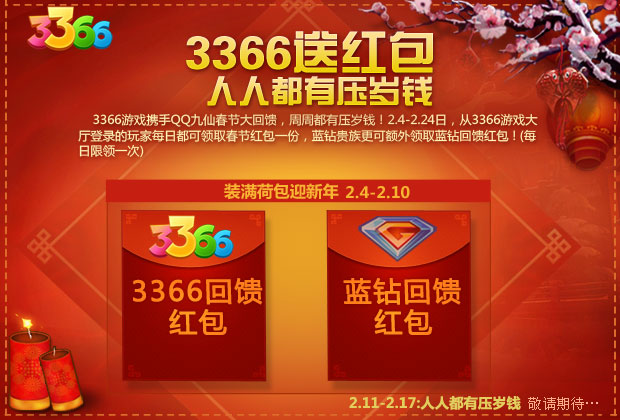 3366
3366送红包
人人都有压岁钱
3366游戏携手QQ九仙春节大回馈，周周都有压岁钱！2.4-2.24日，从3366游戏大
厅登录的玩家每日都可领取春节红包一份，蓝钻贵族更可额外领取蓝钻回馈红包！(每
日限领一次)
装满荷包迎新年 2.4-2.10
3366
3366回馈
红包
G
蓝钻回馈
红包
2.11-2.17:人人都有压岁钱 敬请期待…